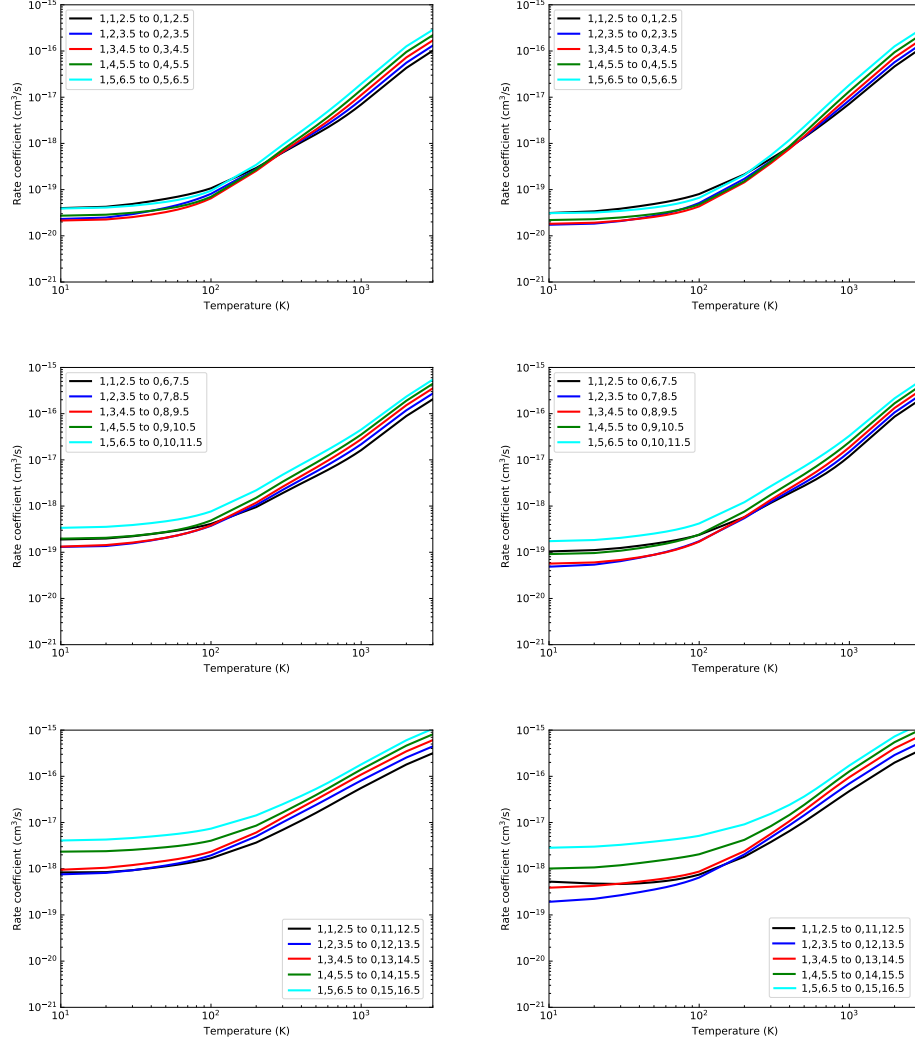 1,1,2.5 to 0,1,2.5
1,2,3.5 to 0,2,3.5
1,3,4.5 to 0,3,4.5
1,4,5.5 to 0,4,5.5
1,5,6.5 to 0,5,6.5
Rate coefficient (cm³/s)
10⁻¹⁶
10⁻¹⁷
10⁻¹⁸
10⁻¹⁹
10⁻²⁰
10⁻²¹
10¹ 10² 10³
Temperature (K)
1,1,2.5 to 0,1,2.5
1,2,3.5 to 0,2,3.5
1,3,4.5 to 0,3,4.5
1,4,5.5 to 0,4,5.5
1,5,6.5 to 0,5,6.5
Rate coefficient (cm³/s)
10⁻¹⁶
10⁻¹⁷
10⁻¹⁸
10⁻¹⁹
10⁻²⁰
10⁻²¹
10¹ 10² 10³
Temperature (K)
10⁻¹⁵
1,1,2.5 to 0,6,7.5
1,2,3.5 to 0,7,8.5
1,3,4.5 to 0,8,9.5
1,4,5.5 to 0,9,10.5
1,5,6.5 to 0,10,11.5
Rate coefficient (cm³/s)
10⁻¹⁶
10⁻¹⁷
10⁻¹⁸
10⁻¹⁹
10⁻²⁰
10⁻²¹
10¹ 10² 10³
Temperature (K)
10⁻¹⁵
1,1,2.5 to 0,6,7.5
1,2,3.5 to 0,7,8.5
1,3,4.5 to 0,8,9.5
1,4,5.5 to 0,9,10.5
1,5,6.5 to 0,10,11.5
Rate coefficient (cm³/s)
10⁻¹⁶
10⁻¹⁷
10⁻¹⁸
10⁻¹⁹
10⁻²⁰
10⁻²¹
10¹ 10² 10³
Temperature (K)
10⁻¹⁵
10⁻¹⁶
10⁻¹⁷
10⁻¹⁸
10⁻¹⁹
10⁻²⁰
10⁻²¹
Rate coefficient (cm³/s)
1,1,2.5 to 0,11,12.5
1,2,3.5 to 0,12,13.5
1,3,4.5 to 0,13,14.5
1,4,5.5 to 0,14,15.5
1,5,6.5 to 0,15,16.5
10¹ 10² 10³
Temperature (K)
10⁻¹⁵
10⁻¹⁶
10⁻¹⁷
10⁻¹⁸
10⁻¹⁹
10⁻²⁰
10⁻²¹
Rate coefficient (cm³/s)
1,1,2.5 to 0,11,12.5
1,2,3.5 to 0,12,13.5
1,3,4.5 to 0,13,14.5
1,4,5.5 to 0,14,15.5
1,5,6.5 to 0,15,16.5
10¹ 10² 10³
Temperature (K)